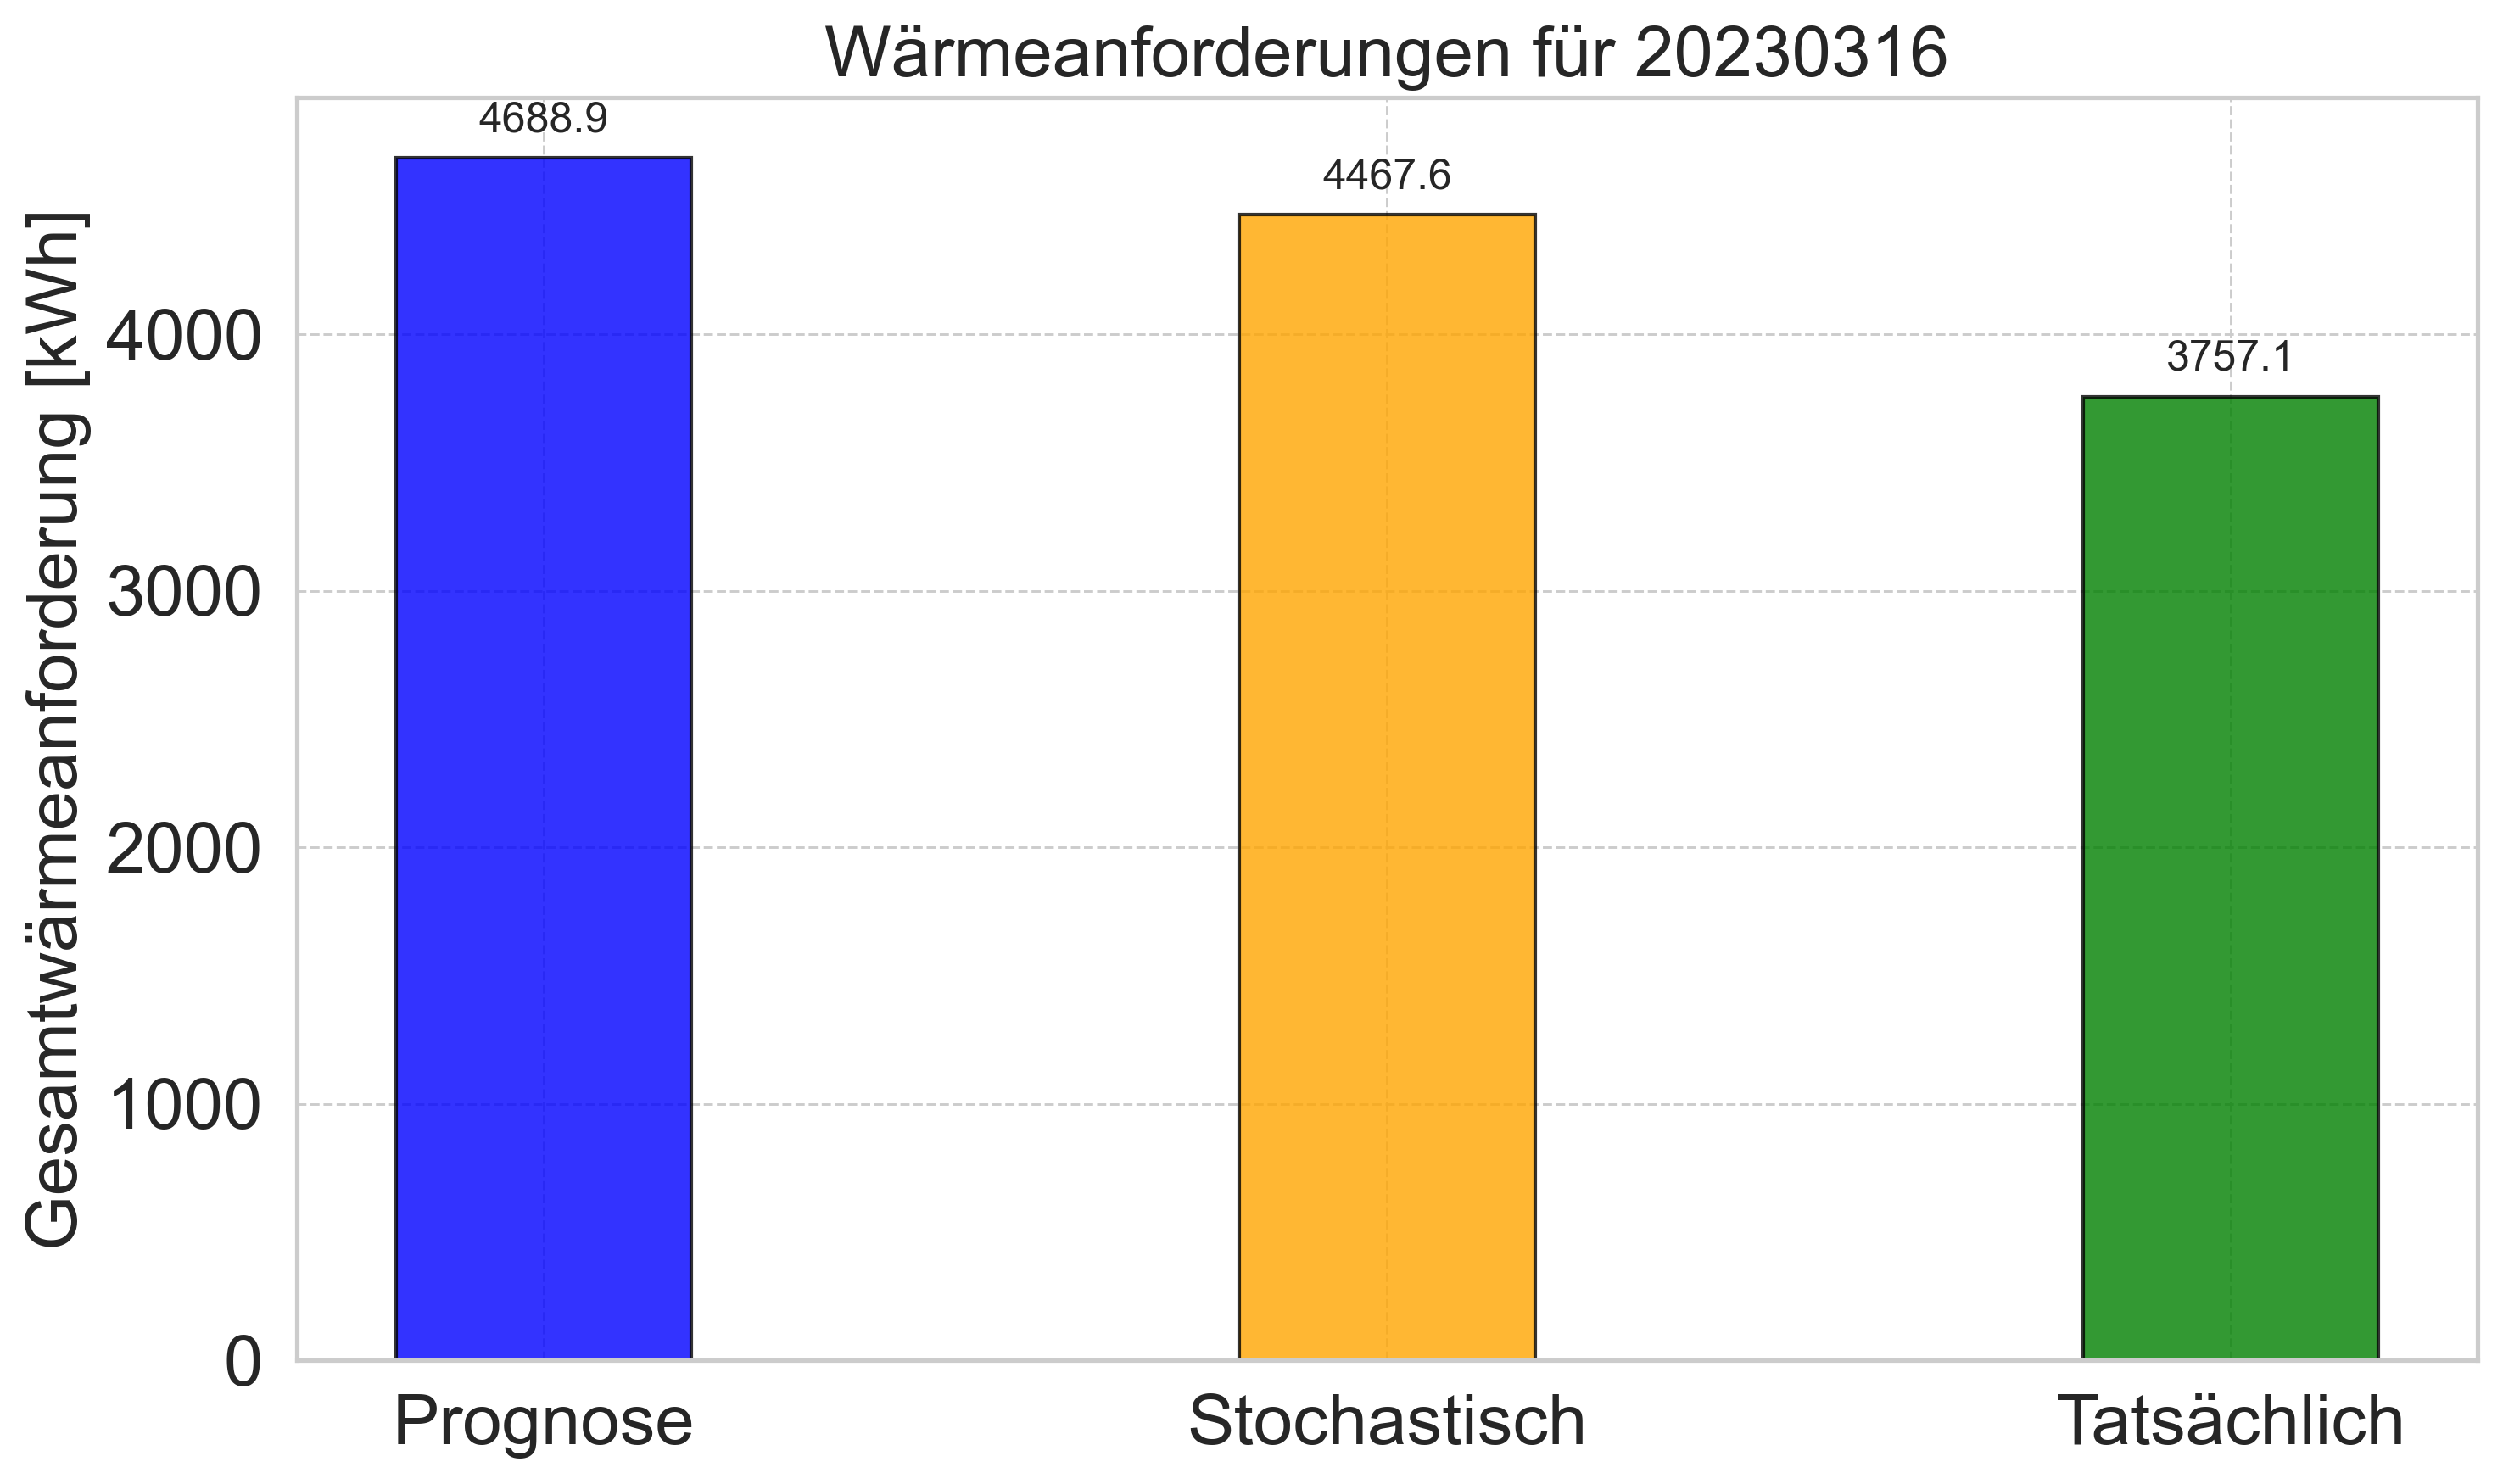 Wärmeanforderungen für 20230316
Gesamtwärmeanforderung [kWh]
4688.9
4467.6
3757.1
4000
3000
2000
1000
0
Prognose
Stochastisch
Tatsächlich